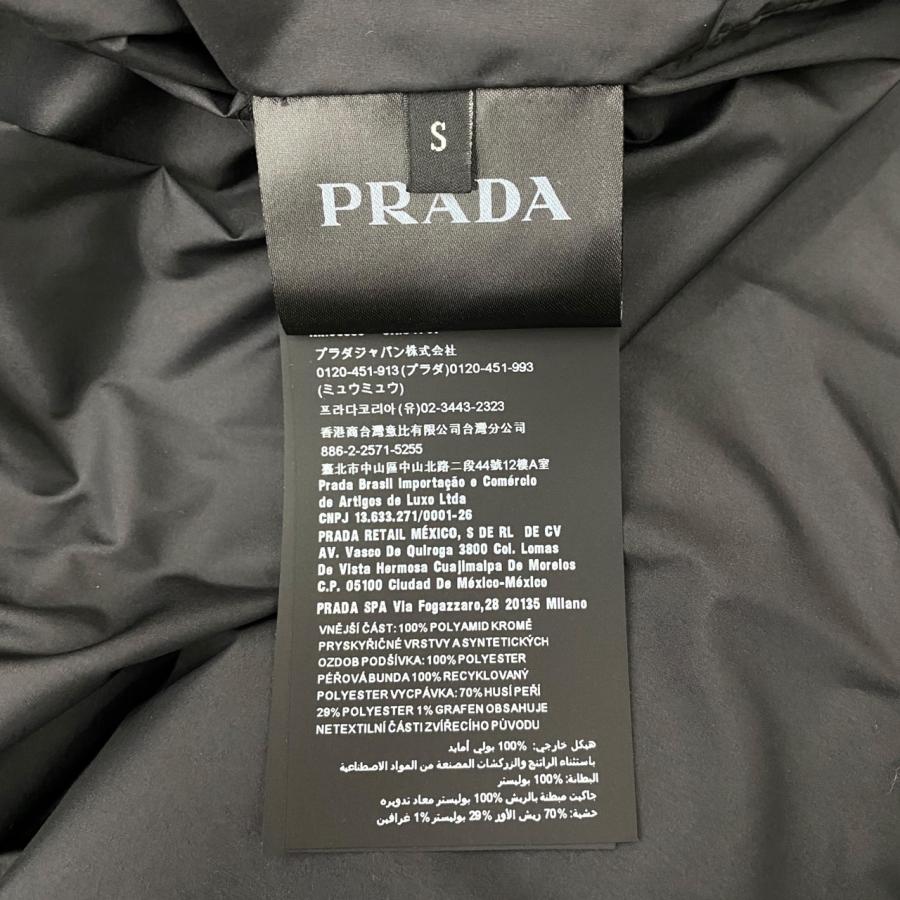 S
PRADA
プラダジャパン株式会社
0120-451-913(プラダ)0120-451-993
(ミュウミュウ)
프라다코리아(유)02-3443-2323
香港商台灣意比有限公司台灣分公司
886-2-2571-5255
臺北市中山區中山北路二段44號12樓A室
Prada Brasil Importação e Comércio
de Artigos de Luxo Ltda
CNPJ 13.633.271/0001-26
PRADA RETAIL MÉXICO, S DE RL DE CV
AV. Vasco De Quiroga 3800 Col. Lomas
De Vista Hermosa Cuajimalpa De Morelos
C.P. 05100 Ciudad De México-México
PRADA SPA Via Fogazzaro,28 20135 Milano
VNĚJŠÍ ČÁST: 100% POLYAMID KROMĚ
PRYSKYŘIČNÉ VRSTVY A SYNTETICKÝCH
OZDOB PODŠÍVKA: 100% POLYESTER
PÉŘOVÁ BUNDA 100% RECYKLOVANÝ
POLYESTER VYCPÁVKA: 70% HUSÍ PEŘÍ
29% POLYESTER 1% GRAFEN OBSAHUJE
NETEXTILNÍ ČÁSTI ZVÍŘECÍHO PŮVODU
هيكل خارجي: 100% بولي أمايد
باستثناء الراتنج والزركشات المصنعة من المواد الاصطناعية
البطانة: 100% بوليستر
جاكيت مبطنة بالريش 100% بوليستر معاد تدويره
حشية: 70% ريش الأوز 29% بوليستر 1% غرافين